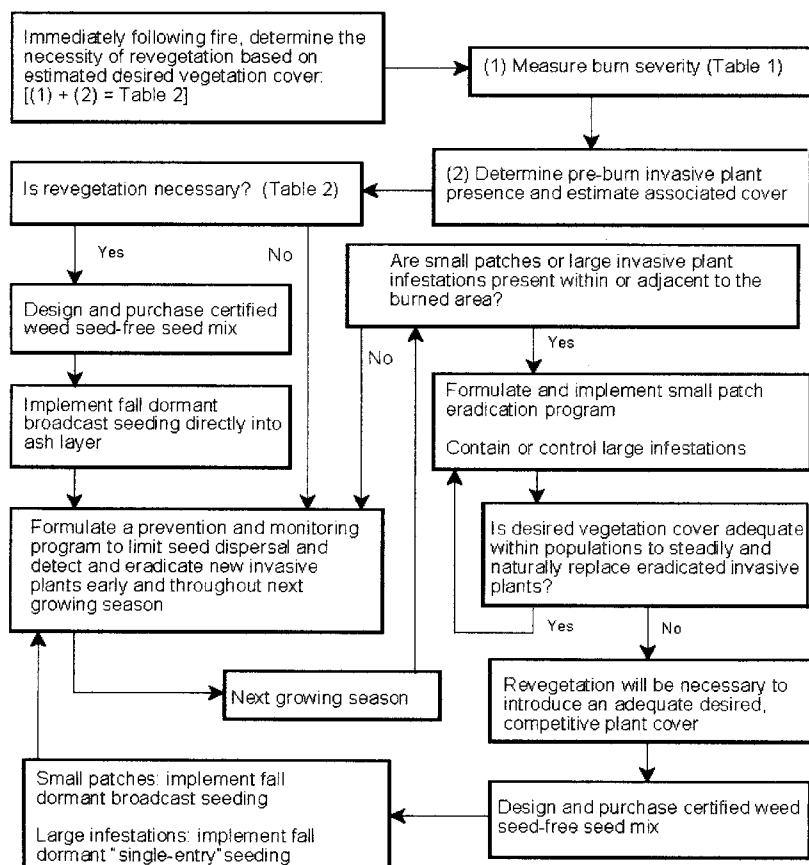 Immediately following fire, determine the
necessity of revegetation based on
estimated desired vegetation cover:
[(1) + (2) = Table 2]
(1) Measure burn severity (Table 1)
(2) Determine pre-burn invasive plant
presence and estimate associated cover
Is revegetation necessary? (Table 2)
Yes
No
Design and purchase certified
weed seed-free seed mix
Implement fall dormant
broadcast seeding directly into
ash layer
Formulate a prevention and monitoring
program to limit seed dispersal and
detect and eradicate new invasive
plants early and throughout next
growing season
Next growing season
Are small patches or large invasive plant
infestations present within or adjacent to the
burned area?
No
Yes
Formulate and implement small patch
eradication program
Contain or control large infestations
Is desired vegetation cover adequate
within populations to steadily and
naturally replace eradicated invasive
plants?
Yes
No
Revegetation will be necessary to
introduce an adequate desired,
competitive plant cover
Design and purchase certified weed
seed-free seed mix
Small patches: implement fall
dormant broadcast seeding
Large infestations: implement fall
dormant "single-entry" seeding